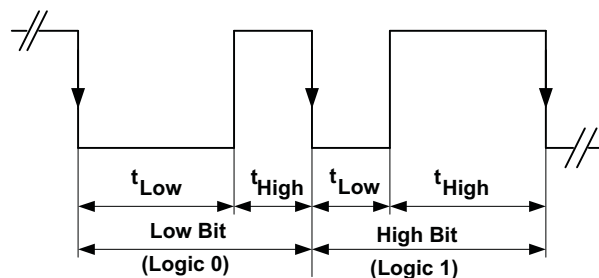 tLow tHigh tLow tHigh
Low Bit High Bit
(Logic 0) (Logic 1)